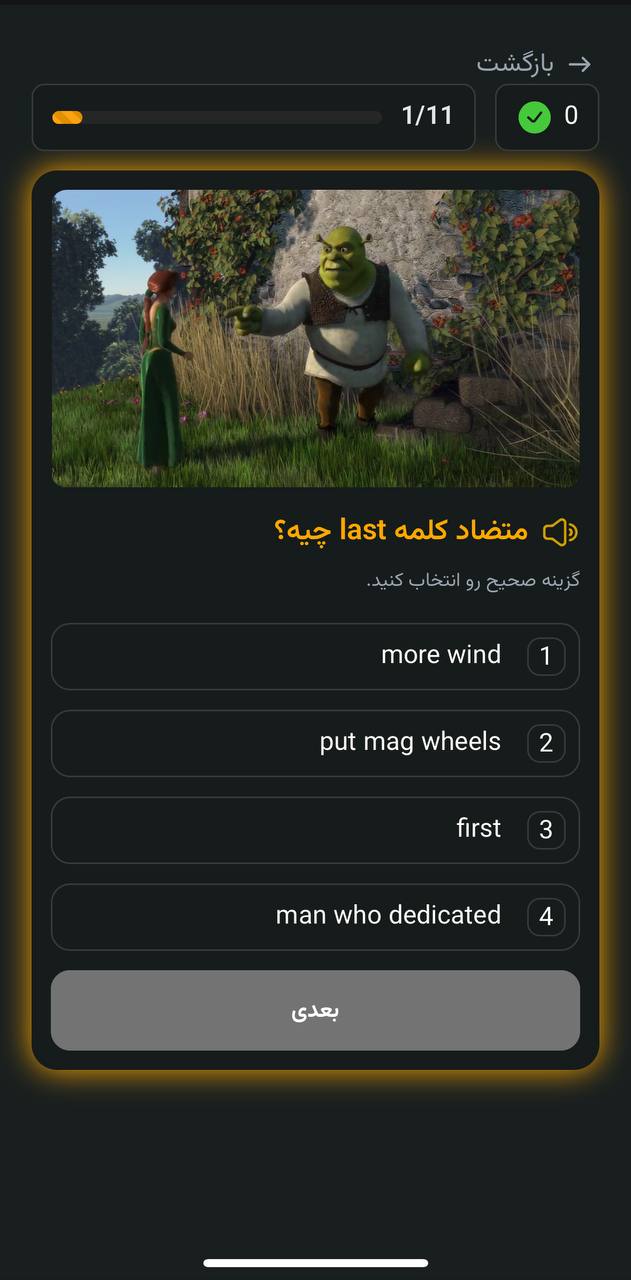 بازگشت
1/11
0
متضاد کلمه last چیه؟
گزینه صحیح رو انتخاب کنید.
1 more wind
2 put mag wheels
3 first
4 man who dedicated
بعدی